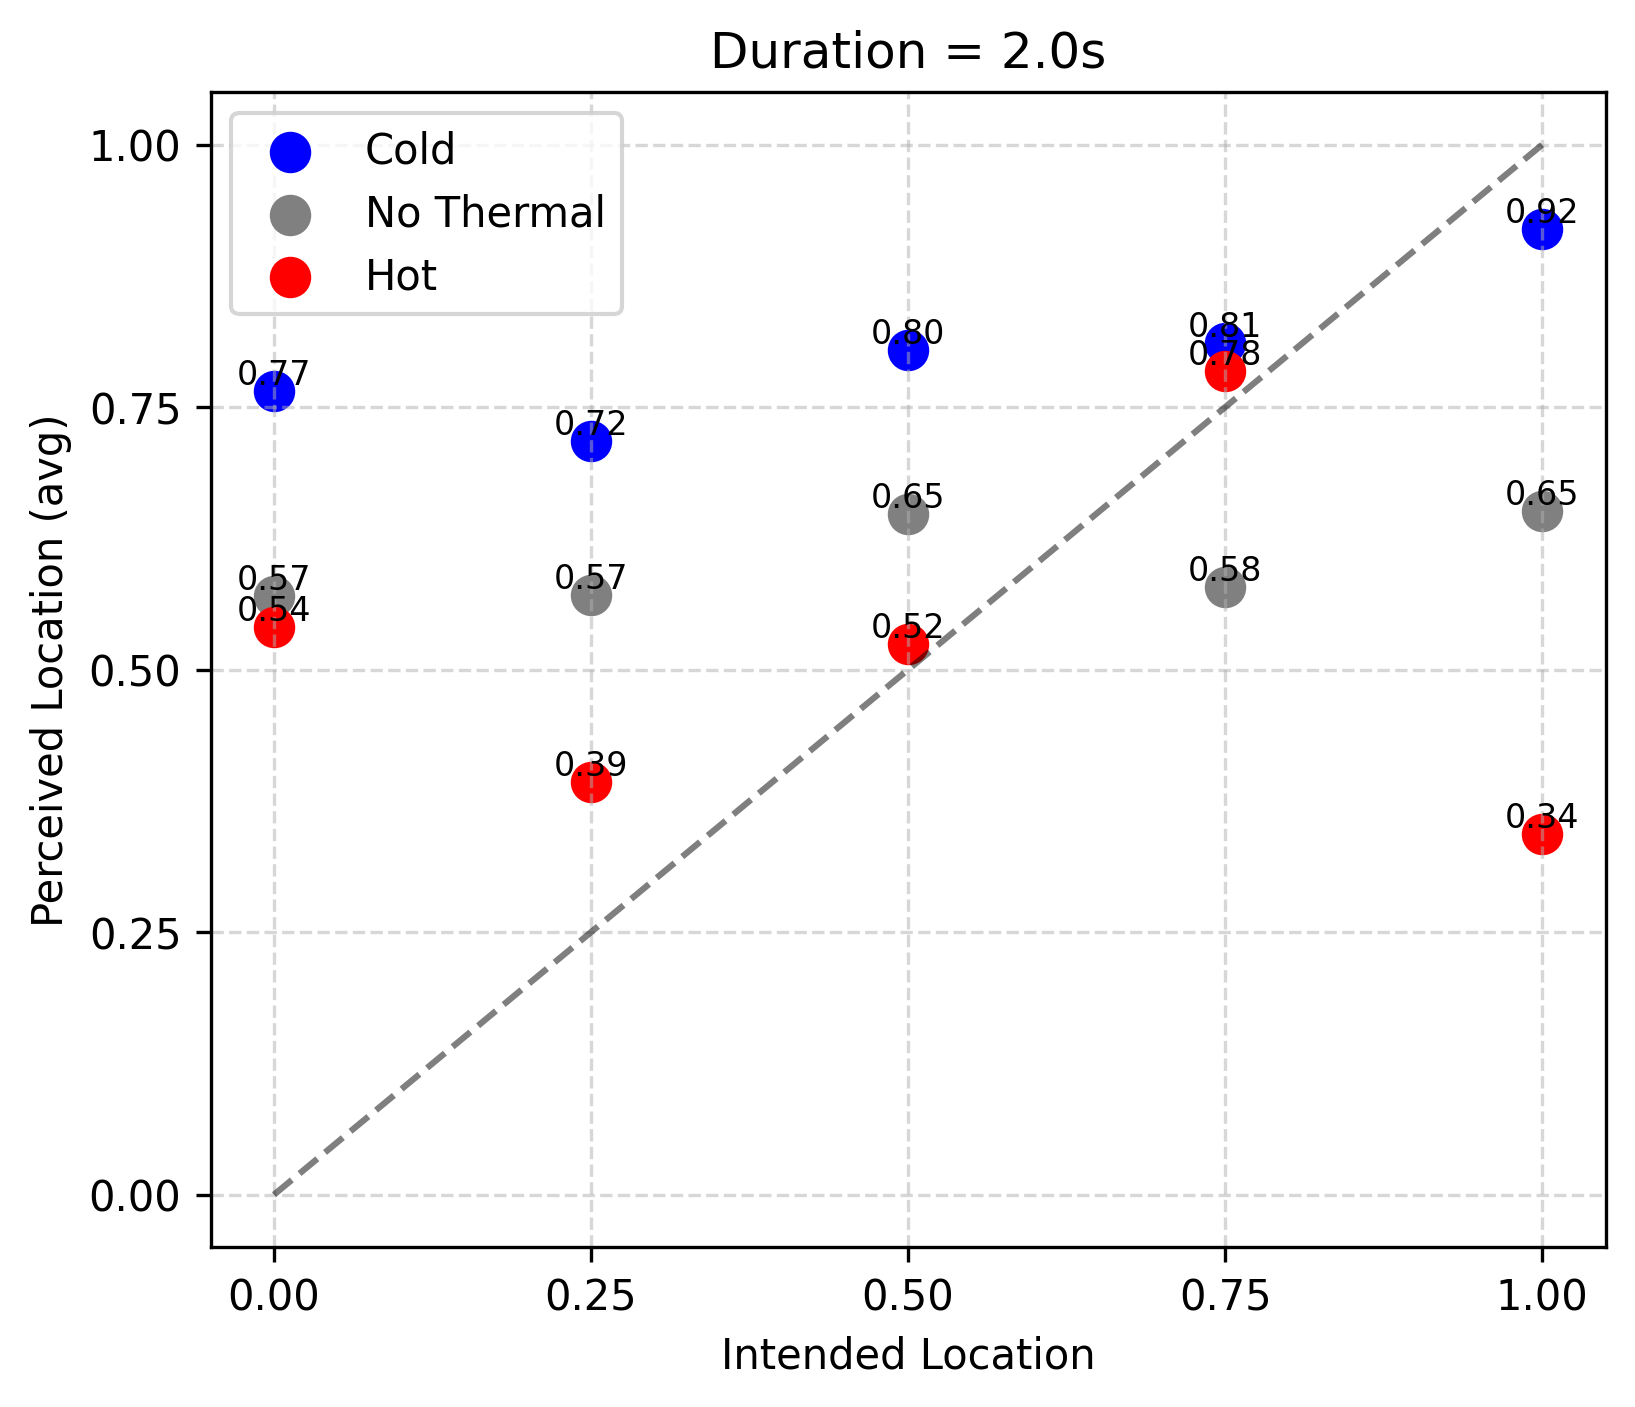 Duration = 2.0s
Cold
No Thermal
Hot
Perceived Location (avg)
1.00
0.75
0.50
0.25
0.00
0.77
0.57
0.54
0.72
0.57
0.39
0.80
0.65
0.52
0.81
0.78
0.58
0.92
0.65
0.34
0.00 0.25 0.50 0.75 1.00
Intended Location